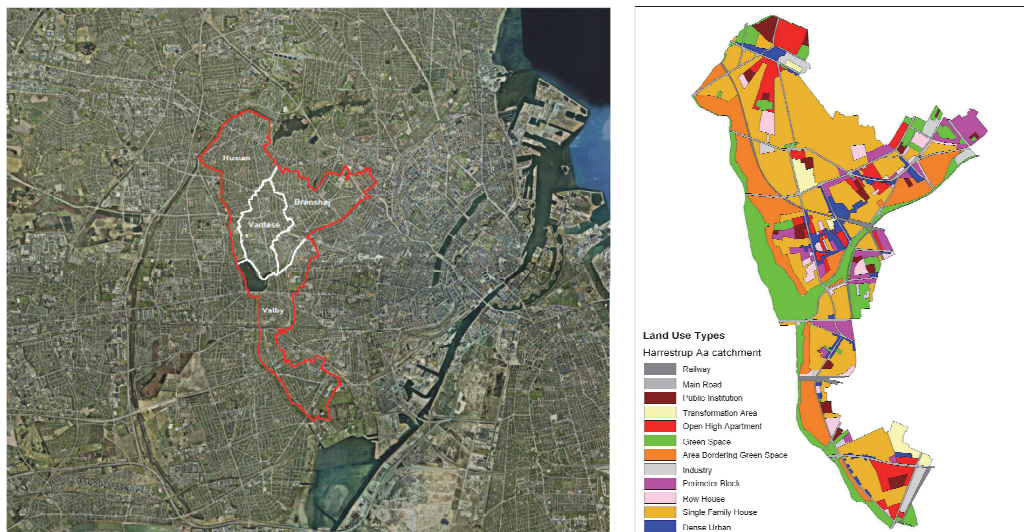 Husum
Brønshøj
Vanløse
Valby
Land Use Types
Harrestrup Aa catchment
Railway
Main Road
Public Institution
Transformation Area
Open High Apartment
Green Space
Area Bordering Green Space
Industry
Perimeter Block
Row House
Single Family House
Dense Urban